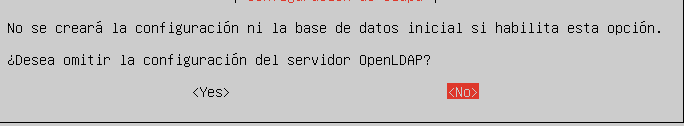 No se creará la configuración ni la base de datos inicial si habilita esta opción.
¿Desea omitir la configuración del servidor OpenLDAP?
<Yes> <No>